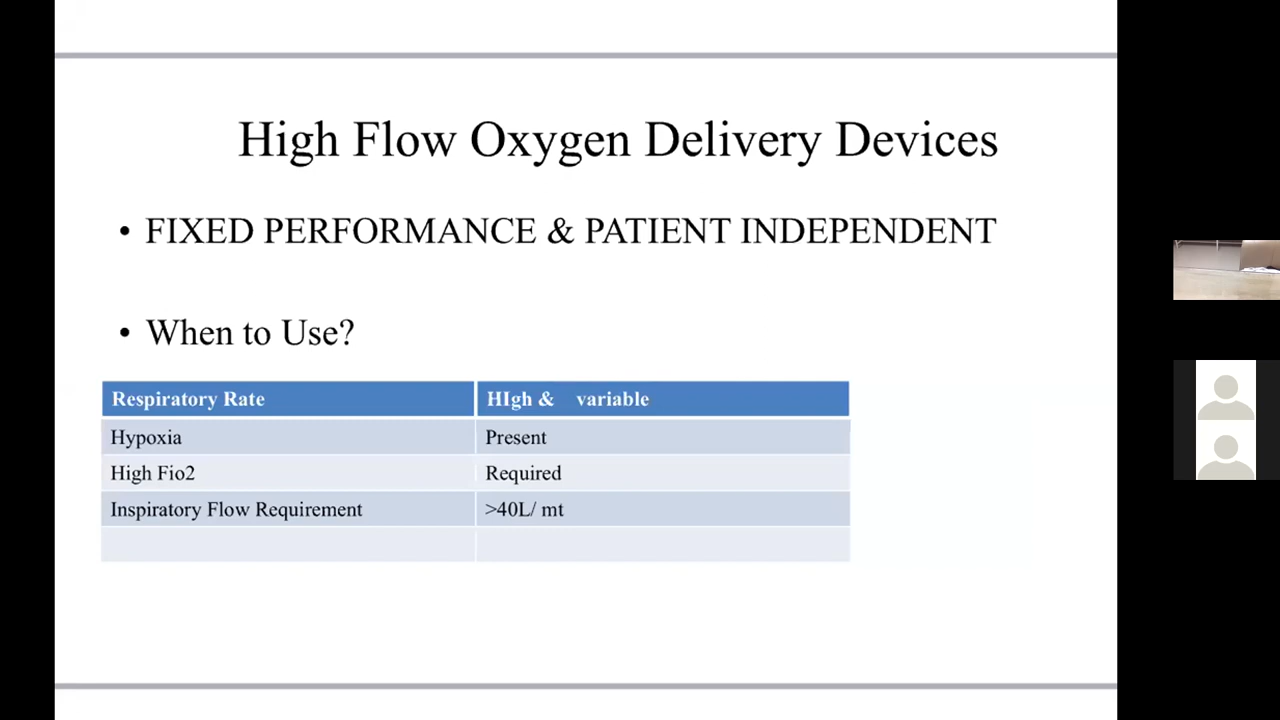 High Flow Oxygen Delivery Devices
• FIXED PERFORMANCE & PATIENT INDEPENDENT
• When to Use?
Respiratory Rate HIgh & variable
Hypoxia Present
High Fio2 Required
Inspiratory Flow Requirement >40L/ mt